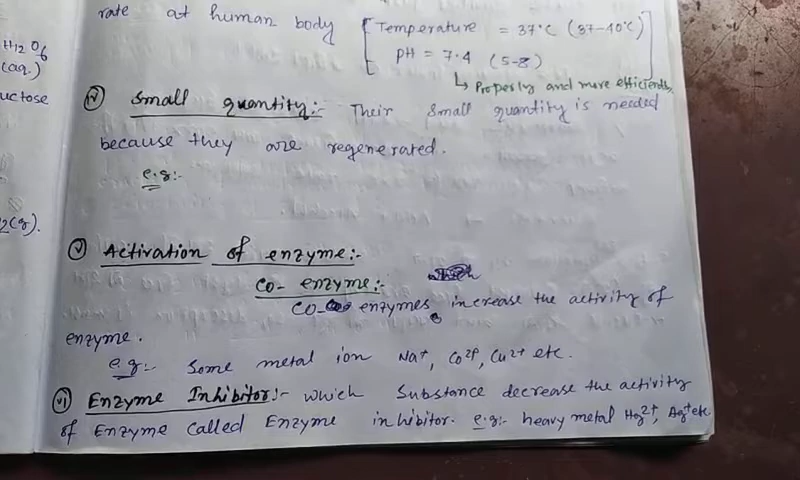 H12 O6
(aq.)
uctose
2(g).
rate at human body [Temperature = 37°C (37-40°C)
PH = 7.4 (5-8)]
↳ Properly and more efficiently
(iv) Small quantity:- Their small quantity is needed
because they are regenerated.
e.g:-
(v) Activation of enzyme:-
Co- enzyme:-
Co- enzymes increase the activity of
enzyme.
e.g:- Some metal ion Na+, Co2+, Cu2+ etc.
(vi) Enzyme Inhibitor:- which substance decrease the activity
of Enzyme called Enzyme inhibitor. e.g:- heavy metal Hg2+, Ag+ etc